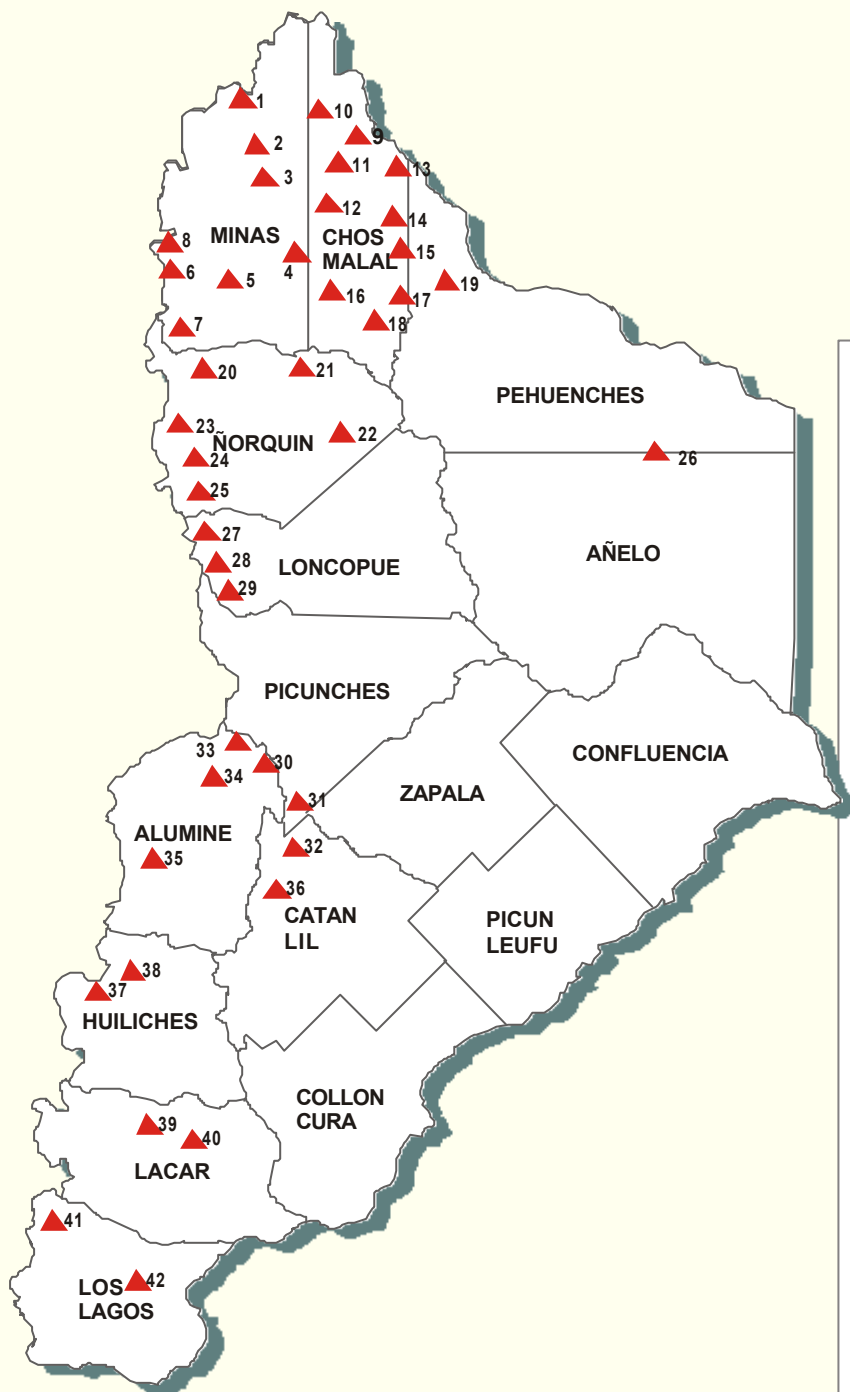 1
10
2
9
11
3
13
12
14
MINAS
CHOS
MALAL
8
4
15
6
5
16
19
17
18
7
20
21
PEHUENCHES
23
ÑORQUIN
22
24
26
25
27
28
LONCOPUE
AÑELO
29
PICUNCHES
33
30
34
CONFLUENCIA
ZAPALA
31
ALUMINE
32
35
36
CATAN
LIL
PICUN
LEUFU
38
37
HUILICHES
COLLON
CURA
39
40
LACAR
41
42
LOS
LAGOS